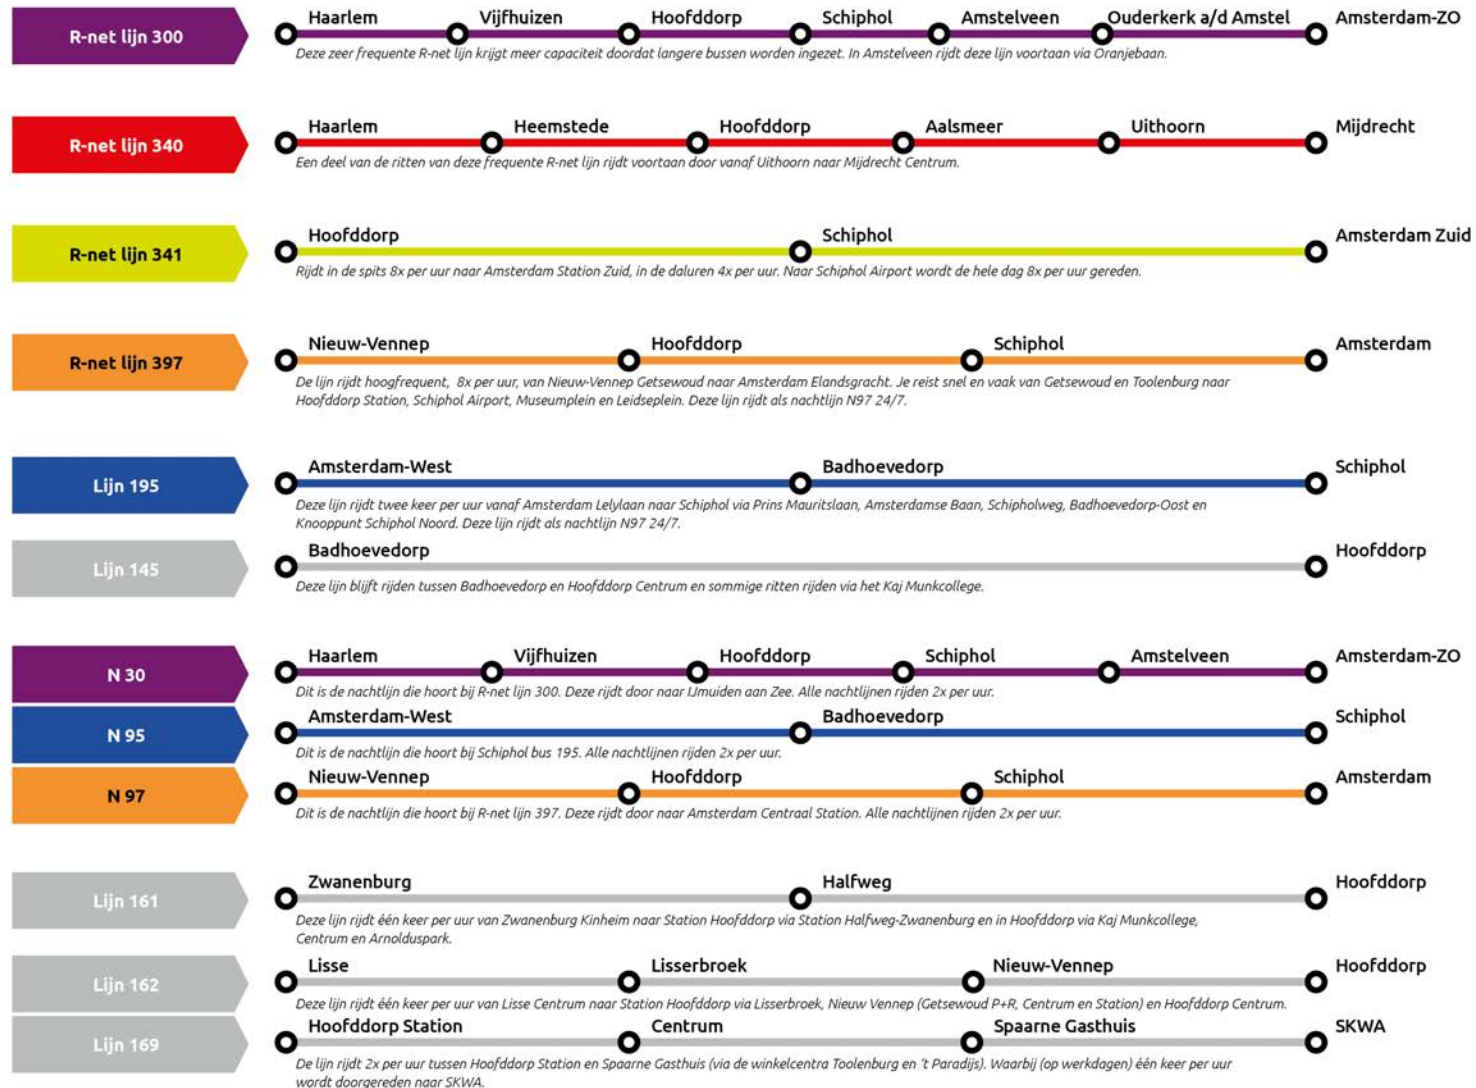 R-net lijn 300
Haarlem Vijfhuizen Hoofddorp Schiphol Amstelveen Ouderkerk a/d Amstel Amsterdam-ZO
Deze zeer frequente R-net lijn krijgt meer capaciteit doordat langere bussen worden ingezet. In Amstelveen rijdt deze lijn voortaan via Oranjebaan.
R-net lijn 340
Haarlem Heemstede Hoofddorp Aalsmeer Uithoorn Mijdrecht
Een deel van de ritten van deze frequente R-net lijn rijdt voortaan door vanaf Uithoorn naar Mijdrecht Centrum.
R-net lijn 341
Hoofddorp Schiphol Amsterdam Zuid
Rijdt in de spits 8x per uur naar Amsterdam Station Zuid, in de daluren 4x per uur. Naar Schiphol Airport wordt de hele dag 8x per uur gereden.
R-net lijn 397
Nieuw-Vennep Hoofddorp Schiphol Amsterdam
De lijn rijdt hoogfrequent, 8x per uur, van Nieuw-Vennep Getsewoud naar Amsterdam Elandsgracht. Je reist snel en vaak van Getsewoud en Toolenburg naar
Hoofddorp Station, Schiphol Airport, Museumplein en Leidseplein. Deze lijn rijdt als nachtlijn N97 24/7.
Lijn 195
Amsterdam-West Badhoevedorp Schiphol
Deze lijn rijdt twee keer per uur vanaf Amsterdam Lelylaan naar Schiphol via Prins Mauritslaan, Amsterdamse Baan, Schipholweg, Badhoevedorp-Oost en
Knooppunt Schiphol Noord. Deze lijn rijdt als nachtlijn N97 24/7.
Lijn 145
Badhoevedorp Hoofddorp
Deze lijn blijft rijden tussen Badhoevedorp en Hoofddorp Centrum en sommige ritten rijden via het Kaj Munkcollege.
N 30
Haarlem Vijfhuizen Hoofddorp Schiphol Amstelveen Amsterdam-ZO
Dit is de nachtlijn die hoort bij R-net lijn 300. Deze rijdt door naar IJmuiden aan Zee. Alle nachtlijnen rijden 2x per uur.
N 95
Amsterdam-West Badhoevedorp Schiphol
Dit is de nachtlijn die hoort bij Schiphol bus 195. Alle nachtlijnen rijden 2x per uur.
N 97
Nieuw-Vennep Hoofddorp Schiphol Amsterdam
Dit is de nachtlijn die hoort bij R-net lijn 397. Deze rijdt door naar Amsterdam Centraal Station. Alle nachtlijnen rijden 2x per uur.
Lijn 161
Zwanenburg Halfweg Hoofddorp
Deze lijn rijdt één keer per uur van Zwanenburg Kinheim naar Station Hoofddorp via Station Halfweg-Zwanenburg en in Hoofddorp via Kaj Munkcollege,
Centrum en Arnolduspark.
Lijn 162
Lisse Lisserbroek Nieuw-Vennep Hoofddorp
Deze lijn rijdt één keer per uur van Lisse Centrum naar Station Hoofddorp via Lisserbroek, Nieuw Vennep (Getsewoud P+R, Centrum en Station) en Hoofddorp Centrum.
Lijn 169
Hoofddorp Station Centrum Spaarne Gasthuis SKWA
De lijn rijdt 2x per uur tussen Hoofddorp Station en Spaarne Gasthuis (via de winkelcentra Toolenburg en 't Paradijs). Waarbij (op werkdagen) één keer per uur
wordt doorgereden naar SKWA.